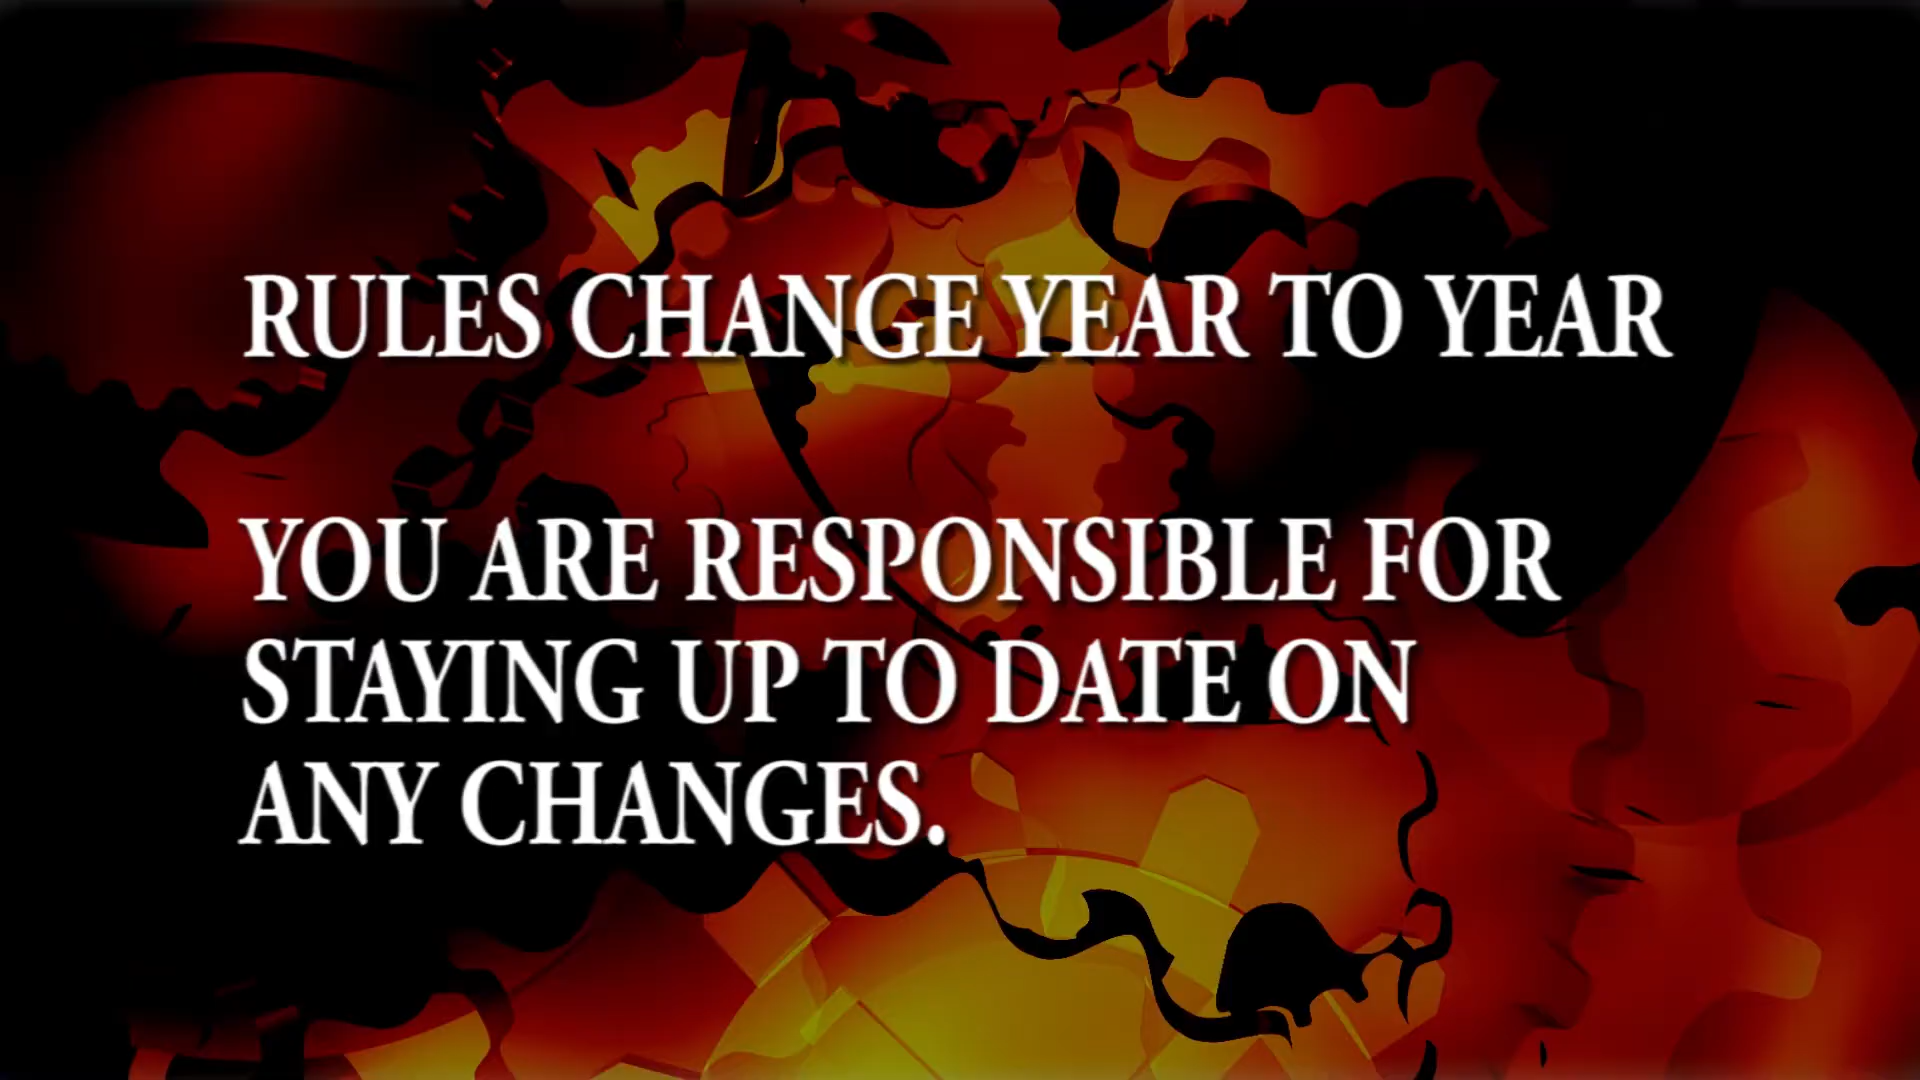 RULES CHANGE YEAR TO YEAR
YOU ARE RESPONSIBLE FOR
STAYING UP TO DATE ON
ANY CHANGES.